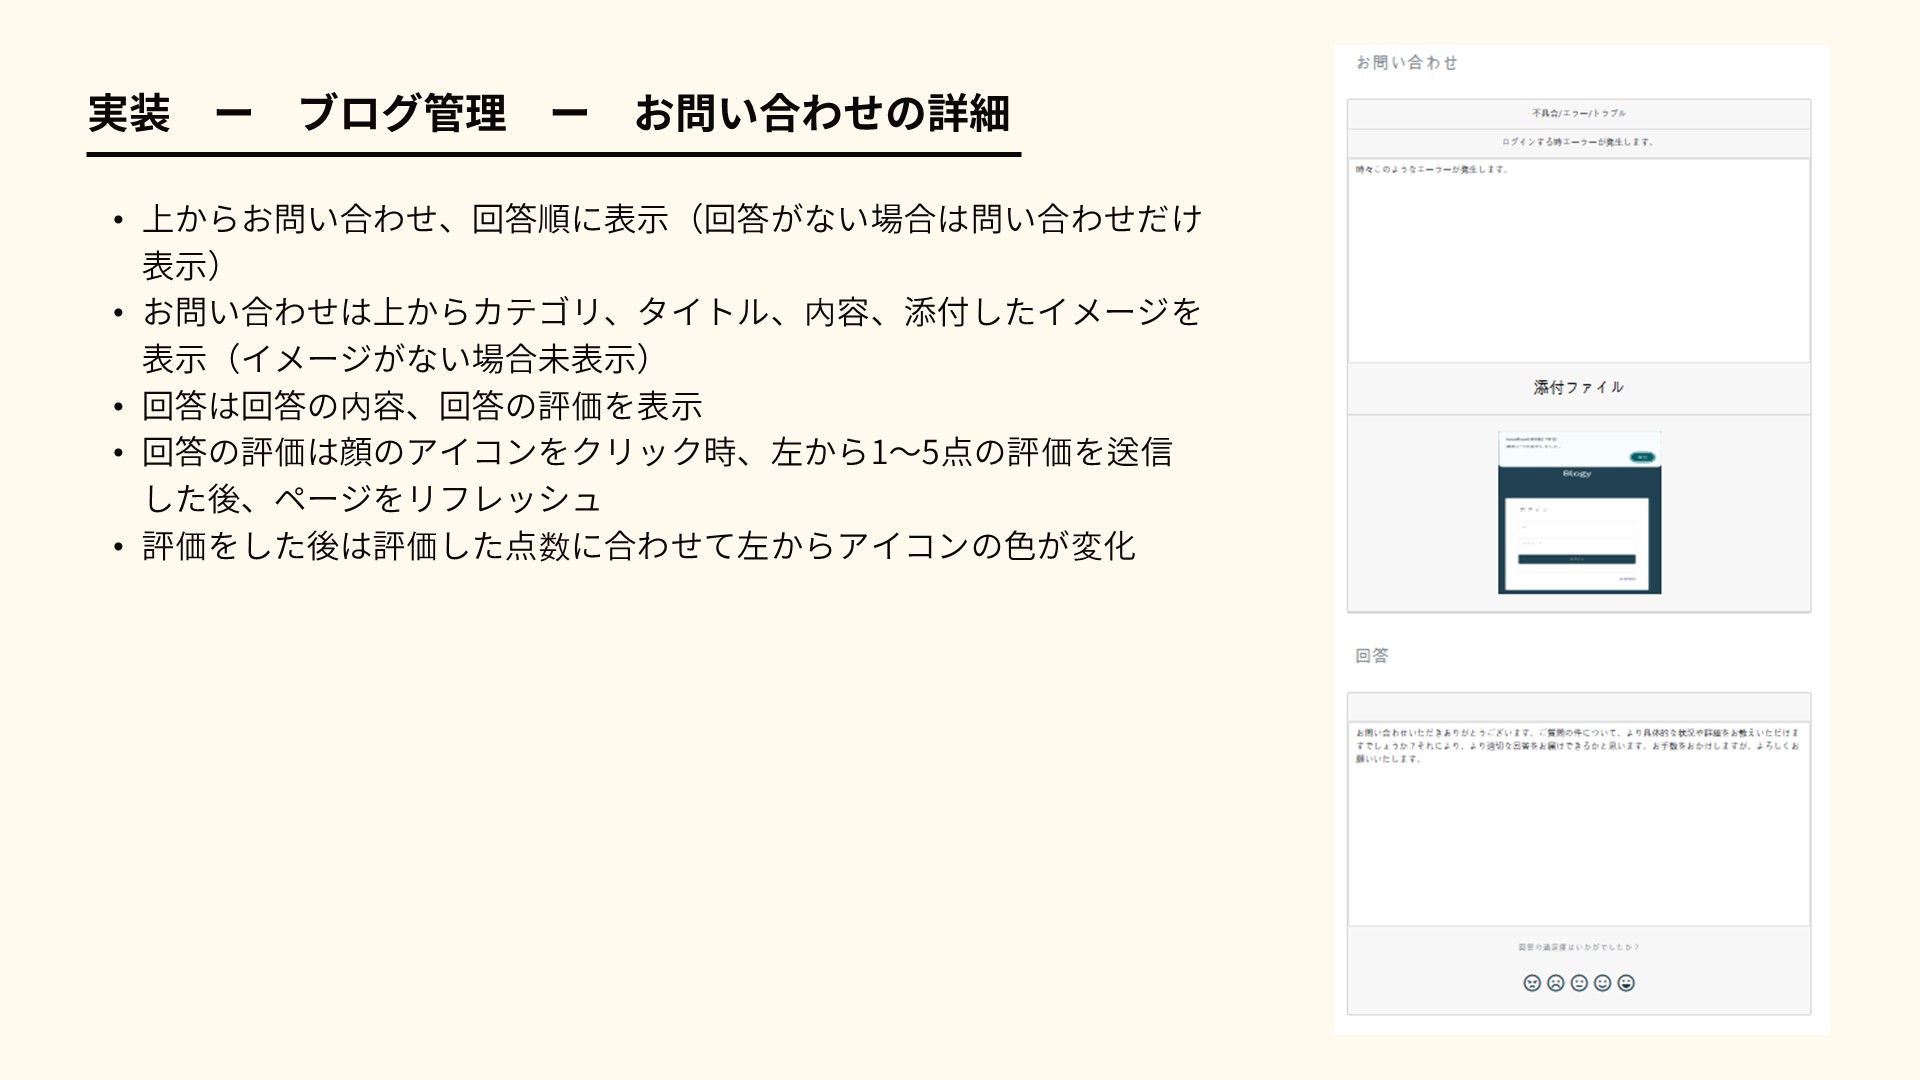 実装　ー　ブログ管理　ー　お問い合わせの詳細
• 上からお問い合わせ、回答順に表示（回答がない場合は問い合わせだけ
表示）
• お問い合わせは上からカテゴリ、タイトル、内容、添付したイメージを
表示（イメージがない場合未表示）
• 回答は回答の内容、回答の評価を表示
• 回答の評価は顔のアイコンをクリック時、左から1～5点の評価を送信
した後、ページをリフレッシュ
• 評価をした後は評価した点数に合わせて左からアイコンの色が変化
お問い合わせ
不具合/エラー/トラブル
ログインする時エーラーが発生します。
時々このようなエーラーが発生します。
添付ファイル
Blogy
ログイン
回答
お問い合わせいただきありがとうございます。ご質問の件について、より具体的な状況や詳細をお教えいただけま
すでしょうか？それにより、より適切な回答をお届けできるかと思います。お手数をおかけしますが、よろしくお
願いいたします。
回答の満足度はいかがでしたか？